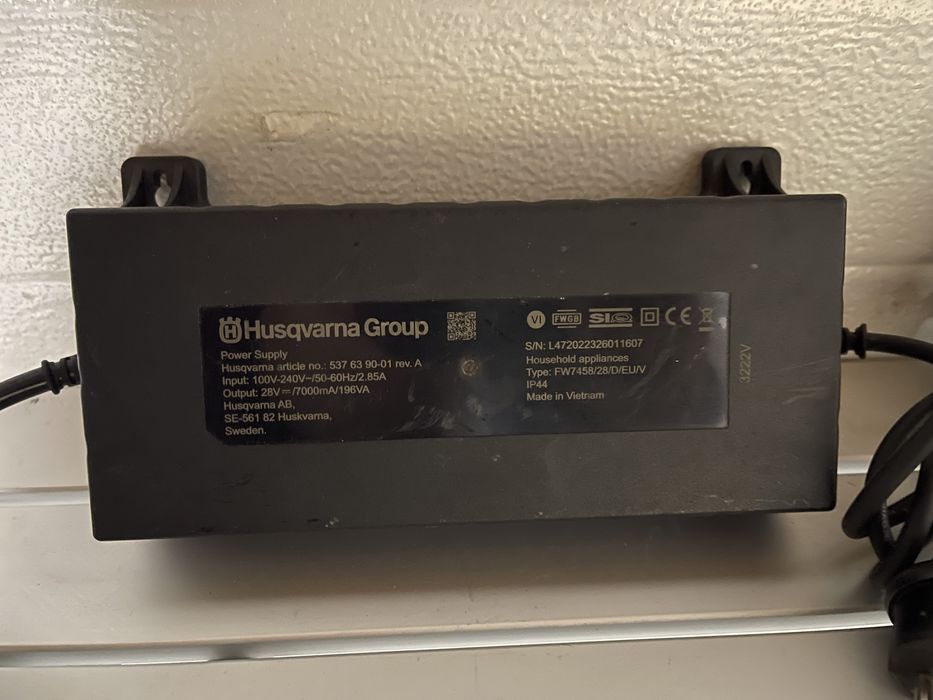 Husqvarna Group
Power Supply
Husqvarna article no.: 537 63 90-01 rev. A
Input: 100V-240V~/50-60Hz/2.85A
Output: 28V⎓/7000mA/196VA
Husqvarna AB,
SE-561 82 Huskvarna,
Sweden.
VI FWGB SIQ CE
S/N: L472022326011607
Household appliances
Type: FW7458/28/D/EU/V
IP44
Made in Vietnam
3222V